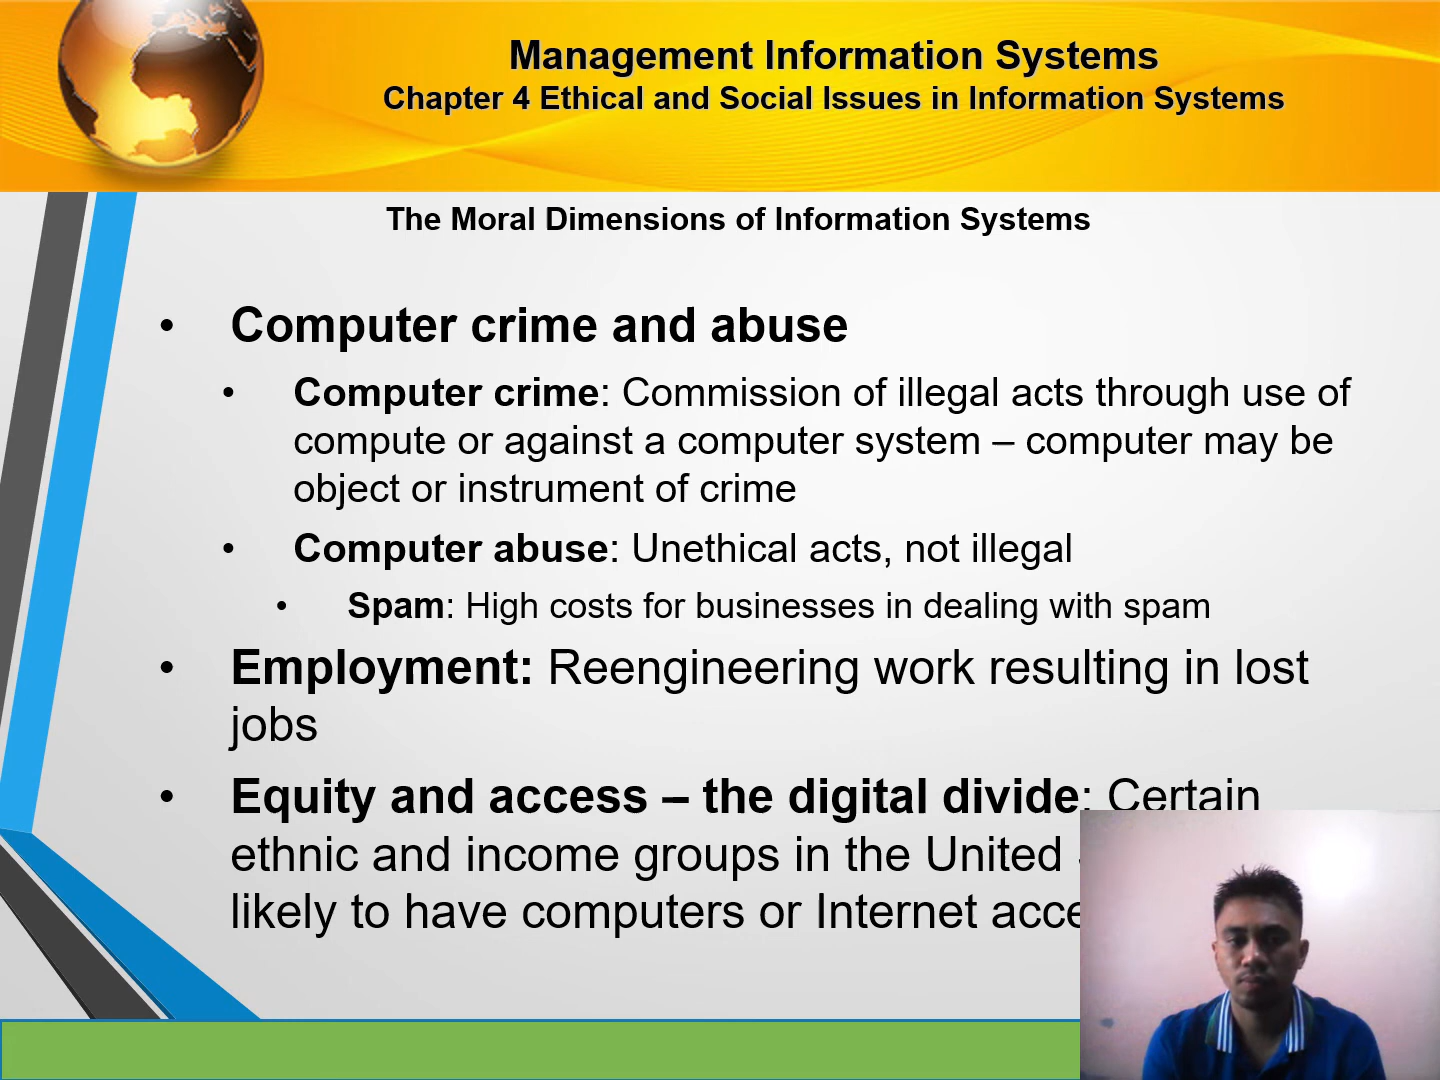 Management Information Systems
Chapter 4 Ethical and Social Issues in Information Systems
The Moral Dimensions of Information Systems
• Computer crime and abuse
• Computer crime: Commission of illegal acts through use of
compute or against a computer system – computer may be
object or instrument of crime
• Computer abuse: Unethical acts, not illegal
• Spam: High costs for businesses in dealing with spam
• Employment: Reengineering work resulting in lost
jobs
• Equity and access – the digital divide: Certain
ethnic and income groups in the United
likely to have computers or Internet